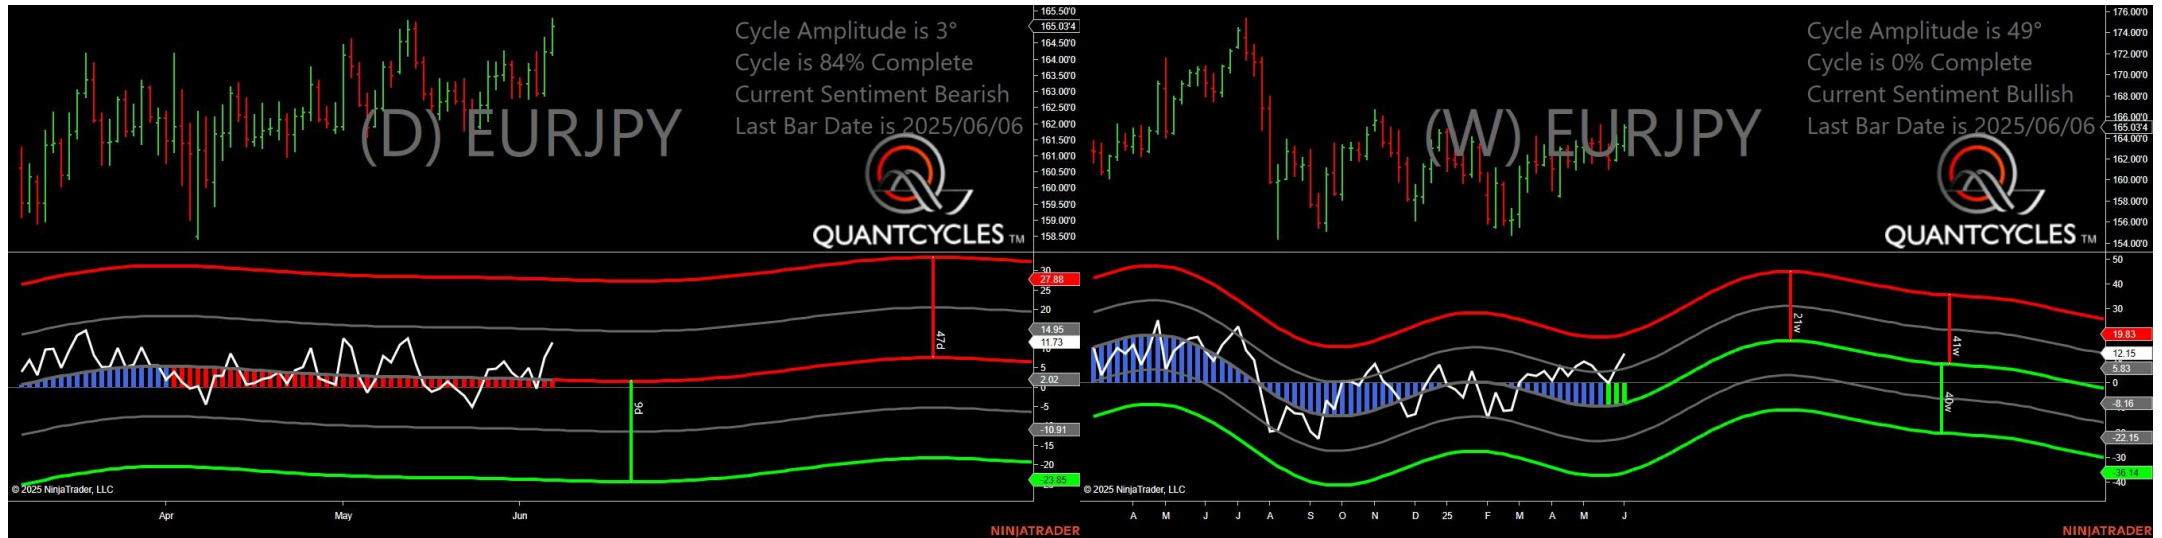 Cycle Amplitude is 3°
Cycle is 84% Complete
Current Sentiment Bearish
Last Bar Date is 2025/06/06
(D) EURJPY
QUANTCYCLES TM
165.50'0
165.03'4
164.50'0
164.00'0
163.50'0
163.00'0
162.50'0
162.00'0
161.50'0
161.00'0
160.50'0
160.00'0
159.50'0
159.00'0
158.50'0
30
27.88
25
20
14.95
11.73
10
5
2.02
0
-5
-10.91
-15
-20
-23.85
47d
9d
© 2025 NinjaTrader, LLC
Apr May Jun
NINJATRADER
Cycle Amplitude is 49°
Cycle is 0% Complete
Current Sentiment Bullish
Last Bar Date is 2025/06/06
(W) EURJPY
QUANTCYCLES TM
176.00'0
174.00'0
172.00'0
170.00'0
168.00'0
166.00'0
165.03'4
164.00'0
162.00'0
160.00'0
158.00'0
156.00'0
154.00'0
50
40
30
19.83
12.15
5.83
0
-8.16
-22.15
-30
-36.14
-40
21w
41w
40w
© 2025 NinjaTrader, LLC
A M J J A S O N D 25 F M A M J
NINJATRADER